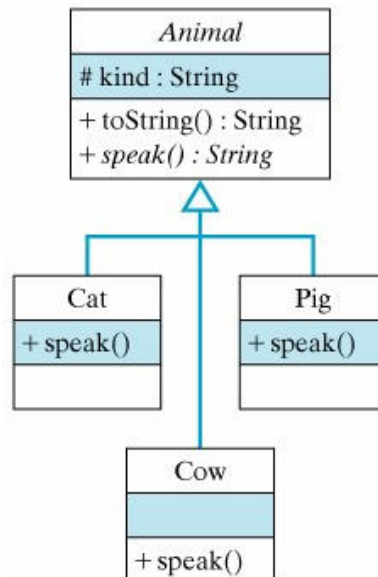 Animal
# kind : String
+ toString() : String
+ speak() : String
Cat
+ speak()
Pig
+ speak()
Cow
+ speak()